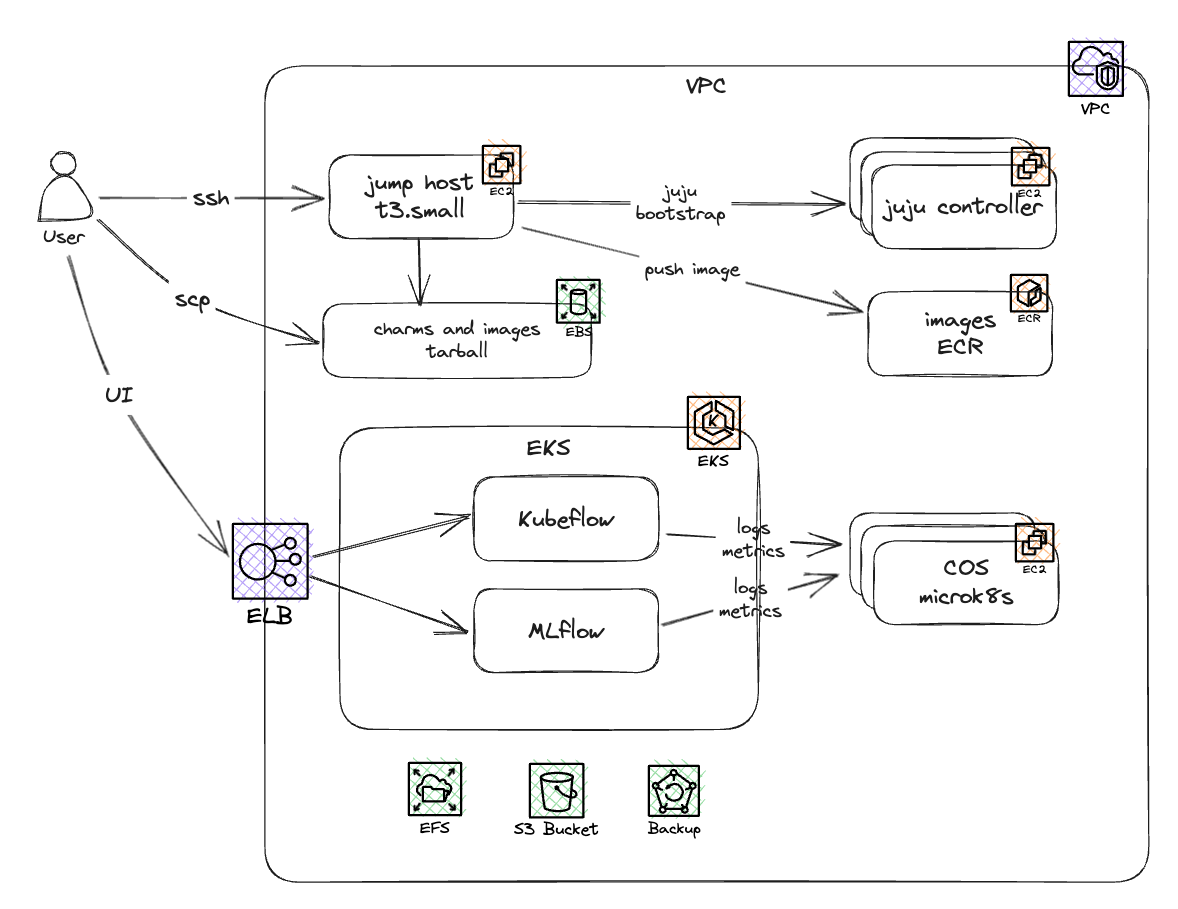 VPC
VPC
User
ssh
jump host
t3.small
EC2
juju
bootstrap
EC2
juju controller
scp
charms and images
tarball
EBS
push image
images
ECR
ECR
UI
EKS
EKS
Kubeflow
MLflow
logs
metrics
logs
metrics
COS
microk8s
EC2
ELB
EFS
S3 Bucket
Backup